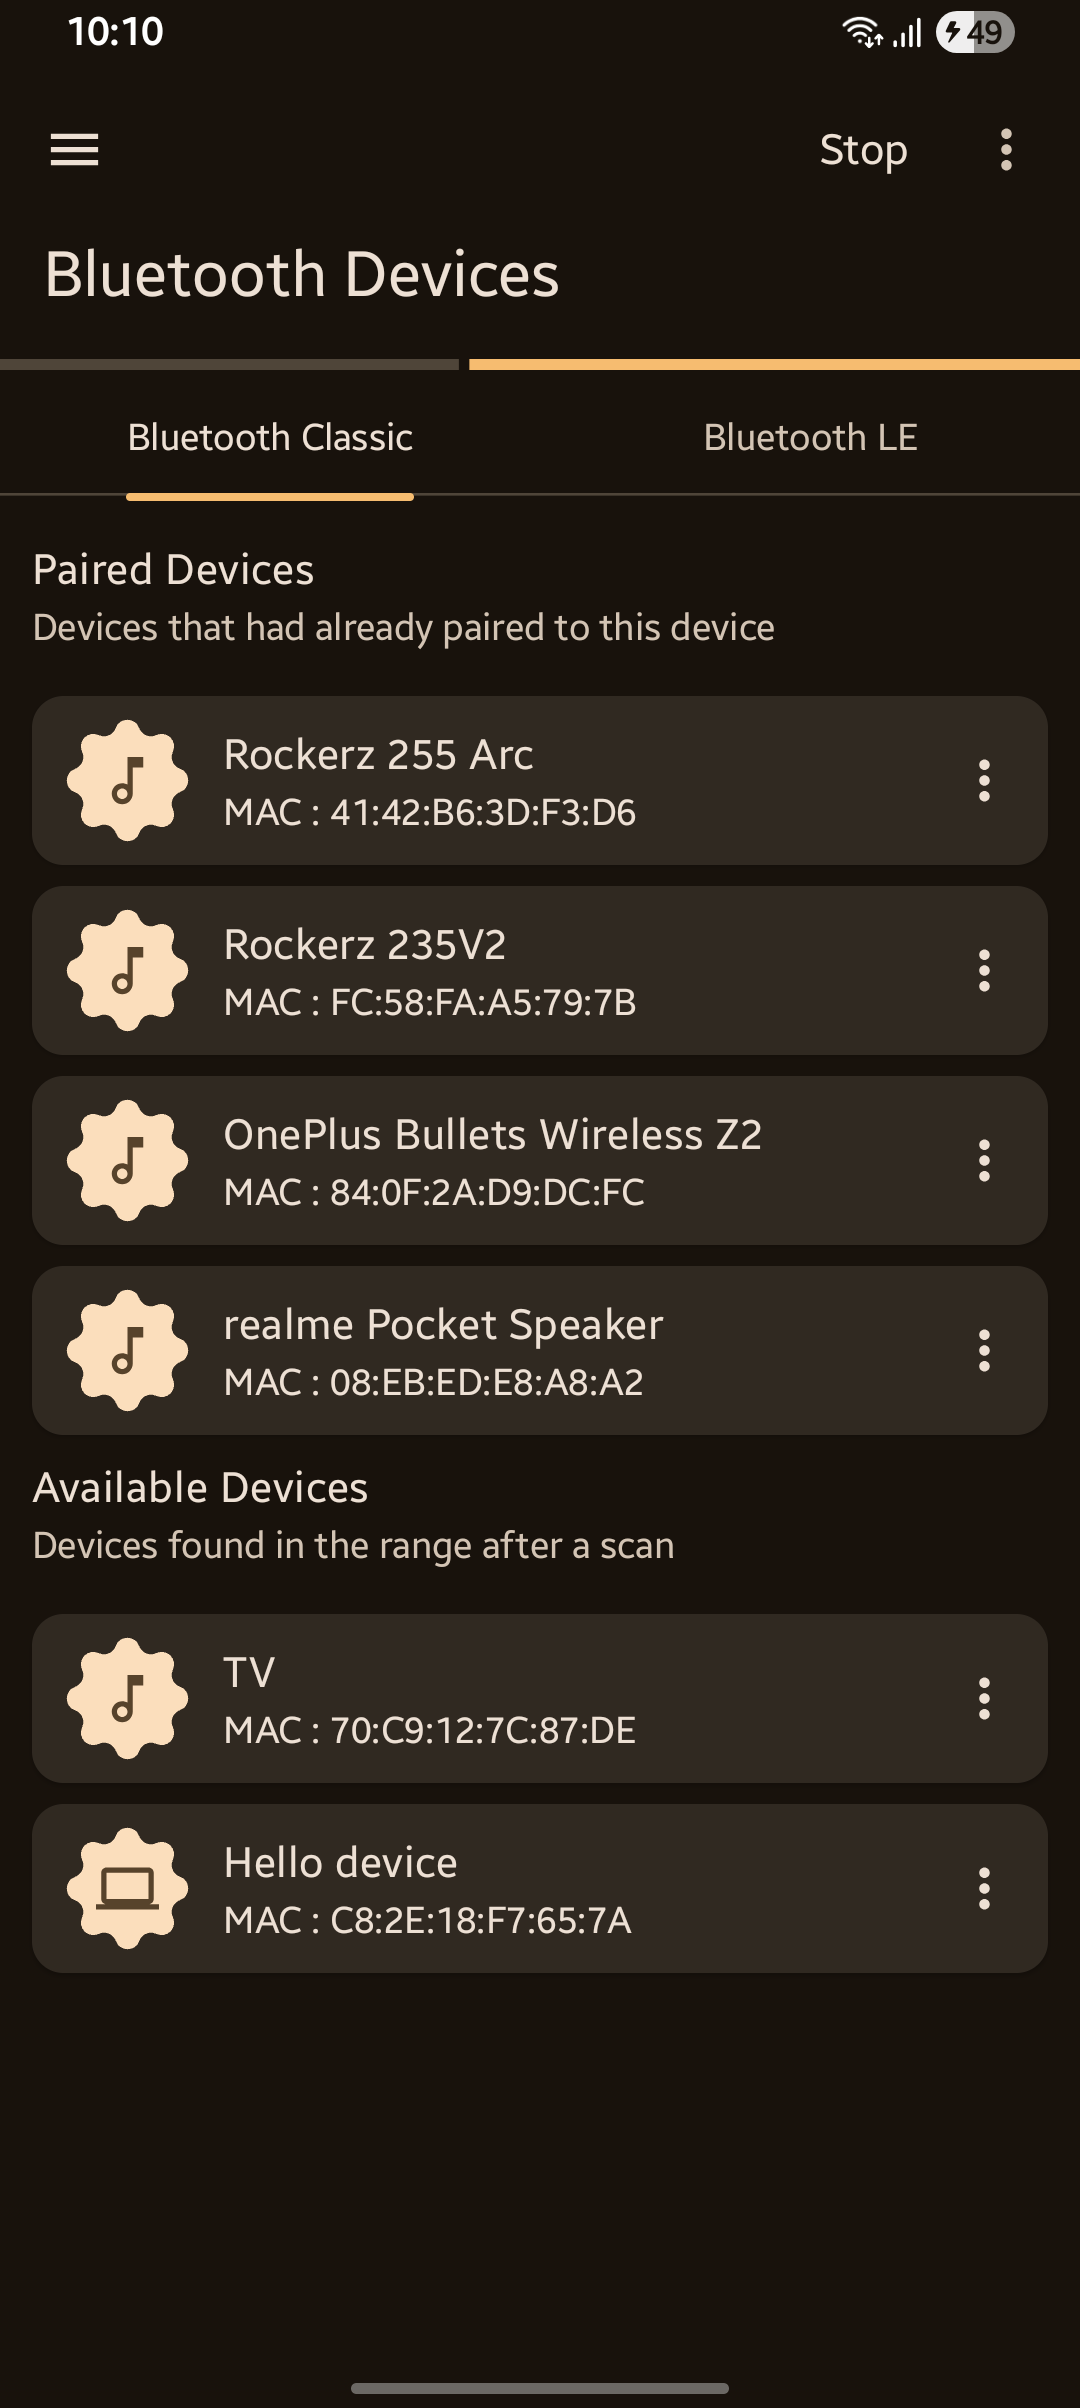 10:10
49
Stop
Bluetooth Devices
Bluetooth Classic
Bluetooth LE
Paired Devices
Devices that had already paired to this device
Rockerz 255 Arc
MAC : 41:42:B6:3D:F3:D6
Rockerz 235V2
MAC : FC:58:FA:A5:79:7B
OnePlus Bullets Wireless Z2
MAC : 84:0F:2A:D9:DC:FC
realme Pocket Speaker
MAC : 08:EB:ED:E8:A8:A2
Available Devices
Devices found in the range after a scan
TV
MAC : 70:C9:12:7C:87:DE
Hello device
MAC : C8:2E:18:F7:65:7A